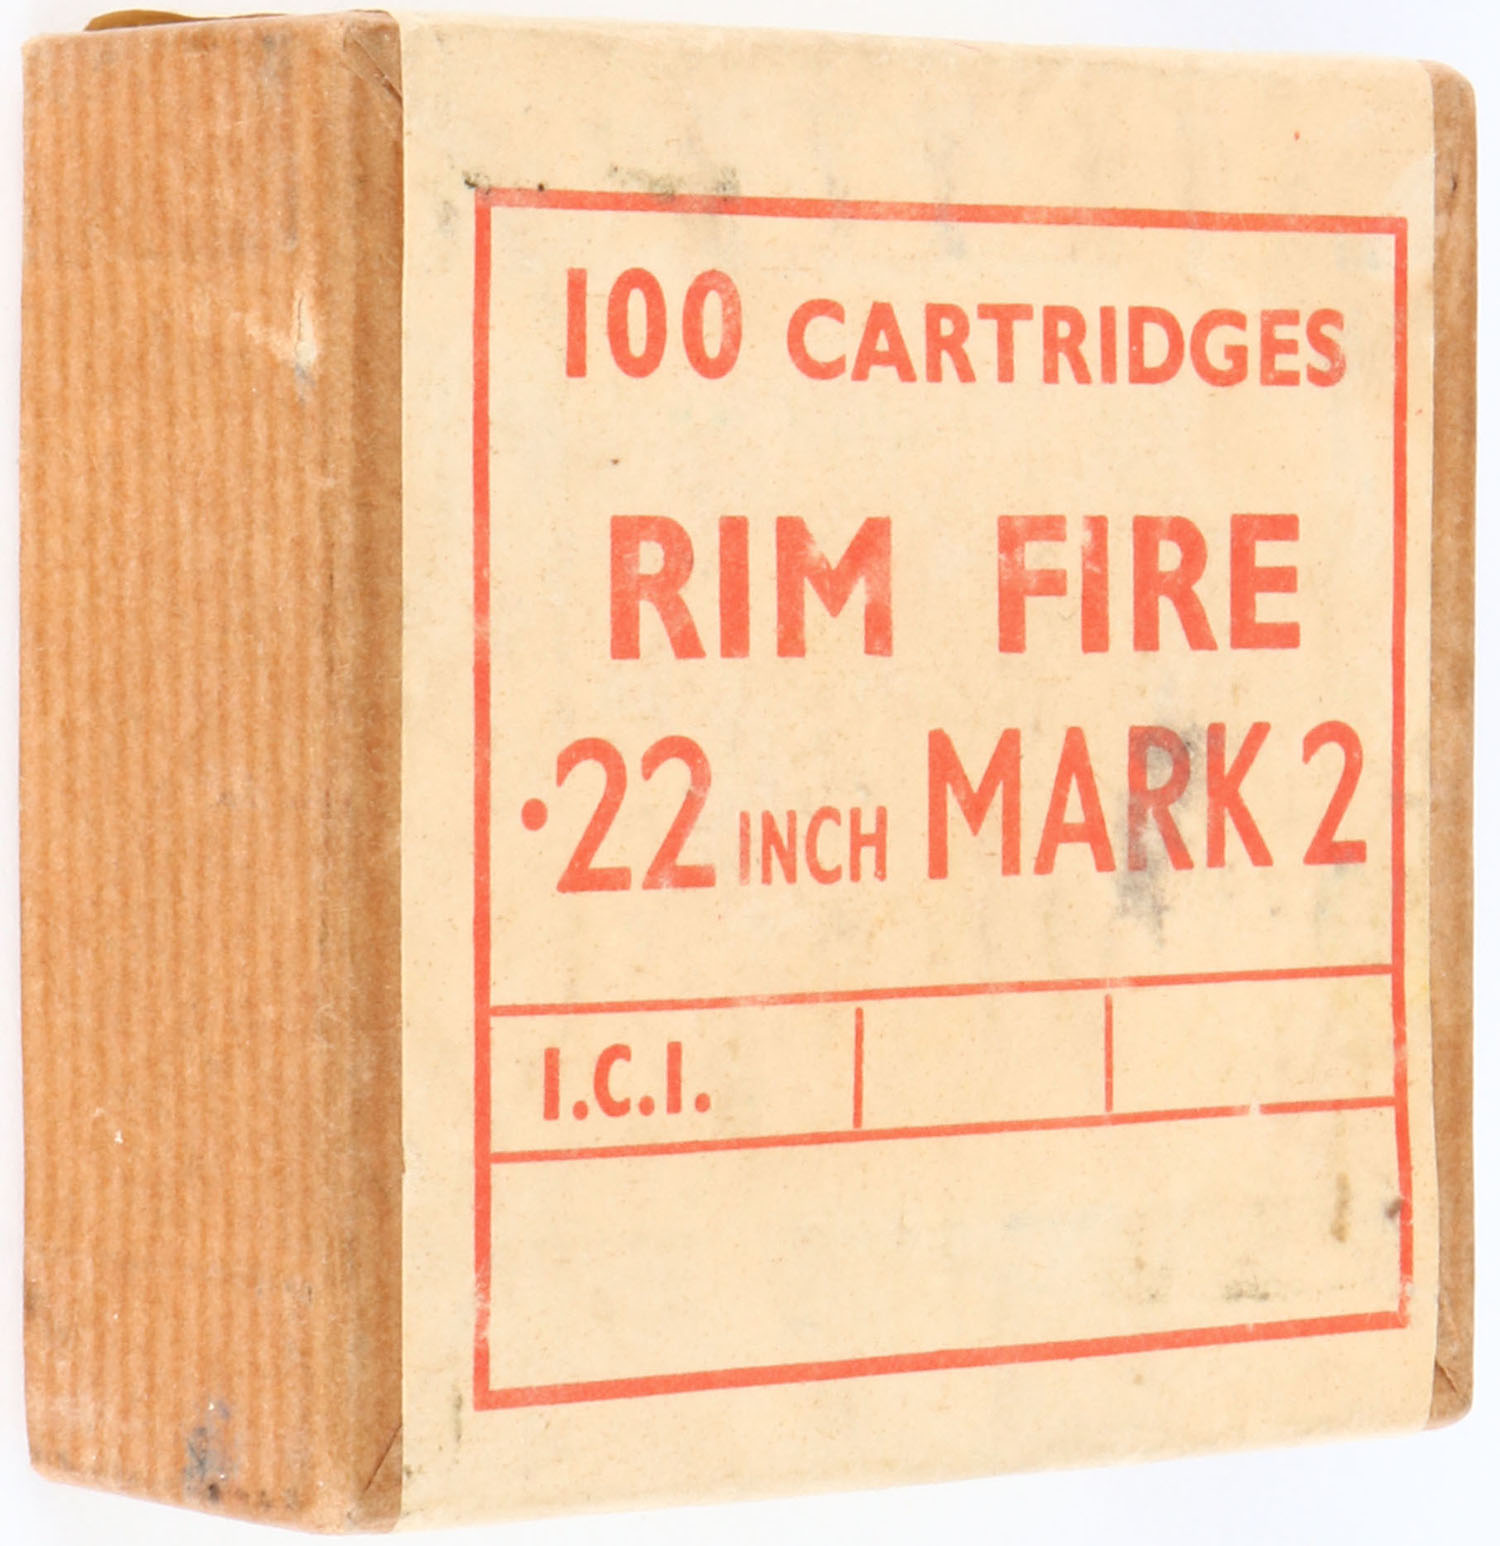 100 CARTRIDGES
RIM FIRE
·22 INCH MARK 2
I.C.I.